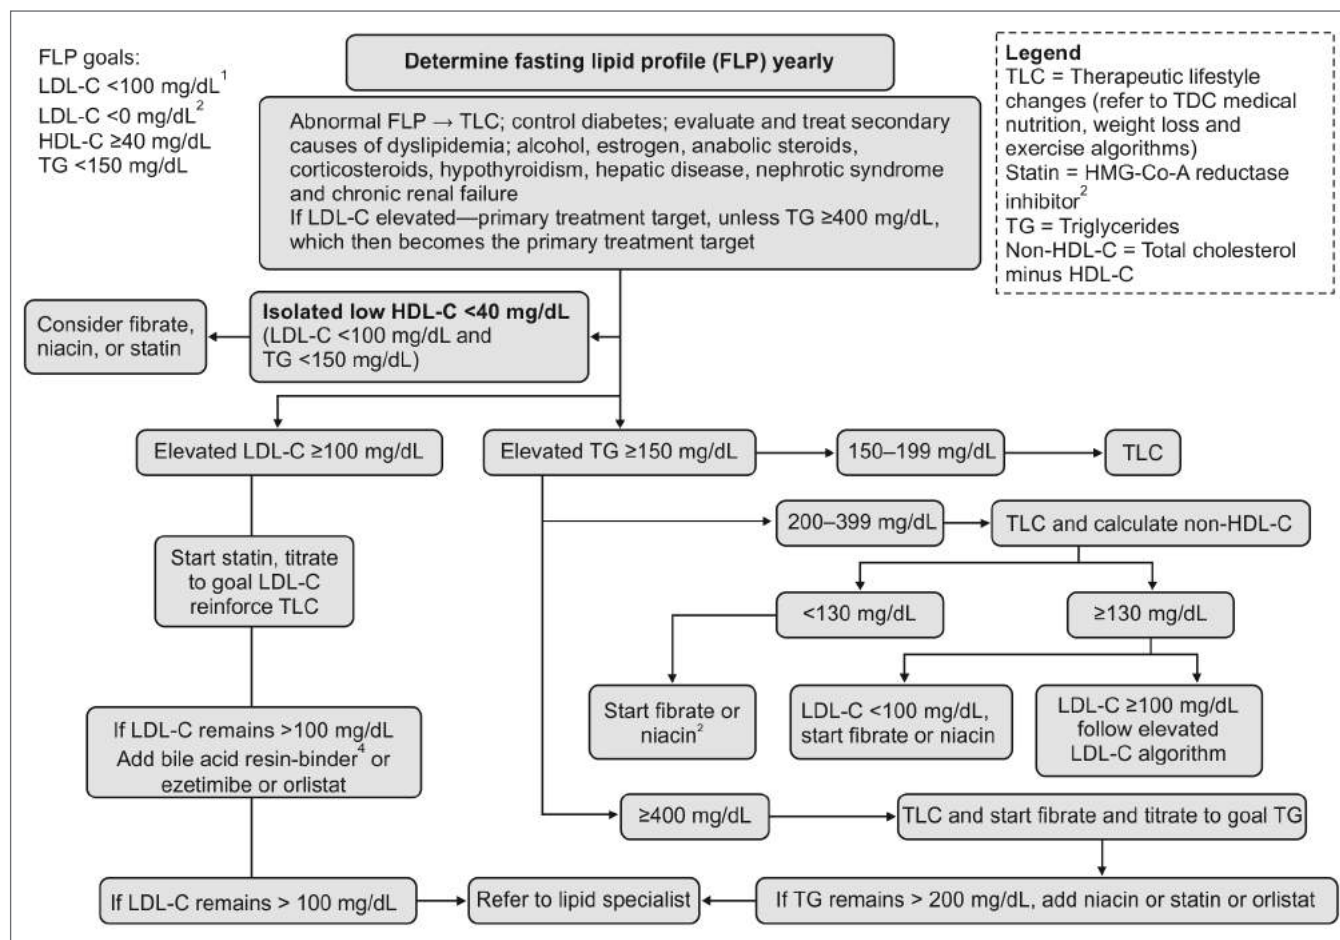 FLP goals:
LDL-C <100 mg/dL1
LDL-C <0 mg/dL2
HDL-C ≥40 mg/dL
TG <150 mg/dL
Determine fasting lipid profile (FLP) yearly
Abnormal FLP → TLC; control diabetes; evaluate and treat secondary
causes of dyslipidemia; alcohol, estrogen, anabolic steroids,
corticosteroids, hypothyroidism, hepatic disease, nephrotic syndrome
and chronic renal failure
If LDL-C elevated—primary treatment target, unless TG ≥400 mg/dL,
which then becomes the primary treatment target
Legend
TLC = Therapeutic lifestyle
changes (refer to TDC medical
nutrition, weight loss and
exercise algorithms)
Statin = HMG-Co-A reductase
inhibitor2
TG = Triglycerides
Non-HDL-C = Total cholesterol
minus HDL-C
Isolated low HDL-C <40 mg/dL
(LDL-C <100 mg/dL and
TG <150 mg/dL)
Consider fibrate,
niacin, or statin
Elevated LDL-C ≥100 mg/dL
Elevated TG ≥150 mg/dL
150–199 mg/dL
TLC
200–399 mg/dL
TLC and calculate non-HDL-C
Start statin, titrate
to goal LDL-C
reinforce TLC
<130 mg/dL
≥130 mg/dL
Start fibrate or
niacin2
LDL-C <100 mg/dL,
start fibrate or niacin
LDL-C ≥100 mg/dL
follow elevated
LDL-C algorithm
If LDL-C remains >100 mg/dL
Add bile acid resin-binder4 or
ezetimibe or orlistat
≥400 mg/dL
TLC and start fibrate and titrate to goal TG
If LDL-C remains > 100 mg/dL
Refer to lipid specialist
If TG remains > 200 mg/dL, add niacin or statin or orlistat